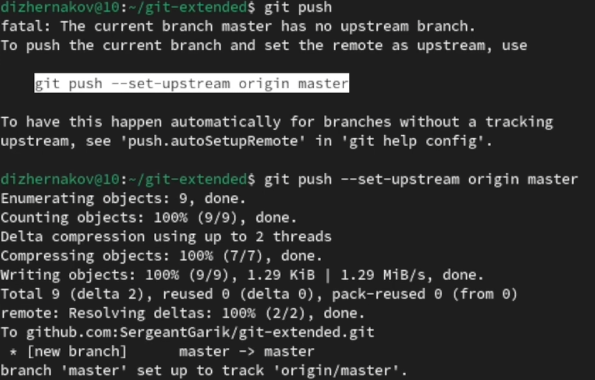 dizhernakov@10:~/git-extended$ git push
fatal: The current branch master has no upstream branch.
To push the current branch and set the remote as upstream, use
git push --set-upstream origin master
To have this happen automatically for branches without a tracking
upstream, see 'push.autoSetupRemote' in 'git help config'.
dizhernakov@10:~/git-extended$ git push --set-upstream origin master
Enumerating objects: 9, done.
Counting objects: 100% (9/9), done.
Delta compression using up to 2 threads
Compressing objects: 100% (7/7), done.
Writing objects: 100% (9/9), 1.29 KiB | 1.29 MiB/s, done.
Total 9 (delta 2), reused 0 (delta 0), pack-reused 0 (from 0)
remote: Resolving deltas: 100% (2/2), done.
To github.com:SergeantGarik/git-extended.git
* [new branch] master -> master
branch 'master' set up to track 'origin/master'.